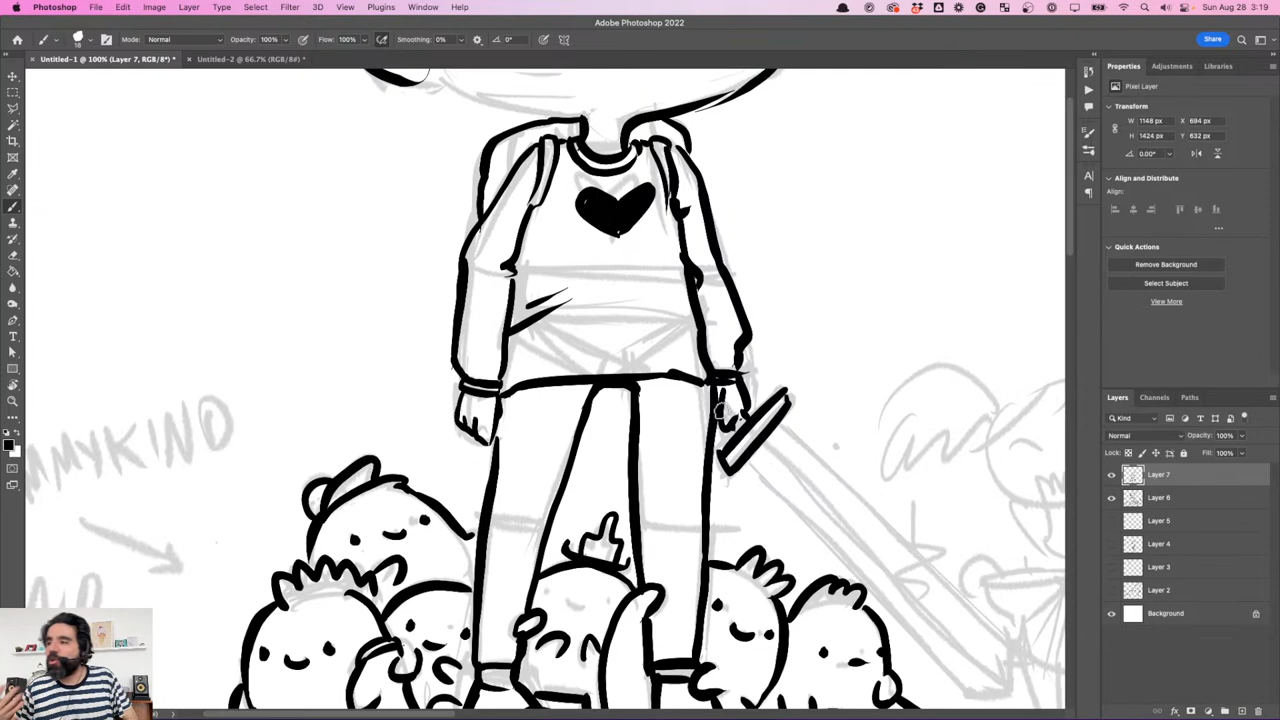 Photoshop File Edit Image Layer Type Select Filter 3D View Plugins Window Help Sun Aug 28 3:19
Adobe Photoshop 2022
18 Mode: Normal Opacity: 100% Flow: 100% Smoothing: 0% 0° Share
Untitled-1 @ 100% (Layer 7, RGB/8*) * Untitled-2 @ 66.7% (RGB/8#) *
Properties Adjustments Libraries
Pixel Layer
Transform
W 1148 px X 694 px
H 1424 px Y 632 px
0.00°
Align and Distribute
Align:
Quick Actions
Remove Background
Select Subject
View More
Layers Channels Paths
Kind
Normal Opacity: 100%
Lock: Fill: 100%
Layer 7
Layer 6
Layer 5
Layer 4
Layer 3
Layer 2
Background
AMYKINO